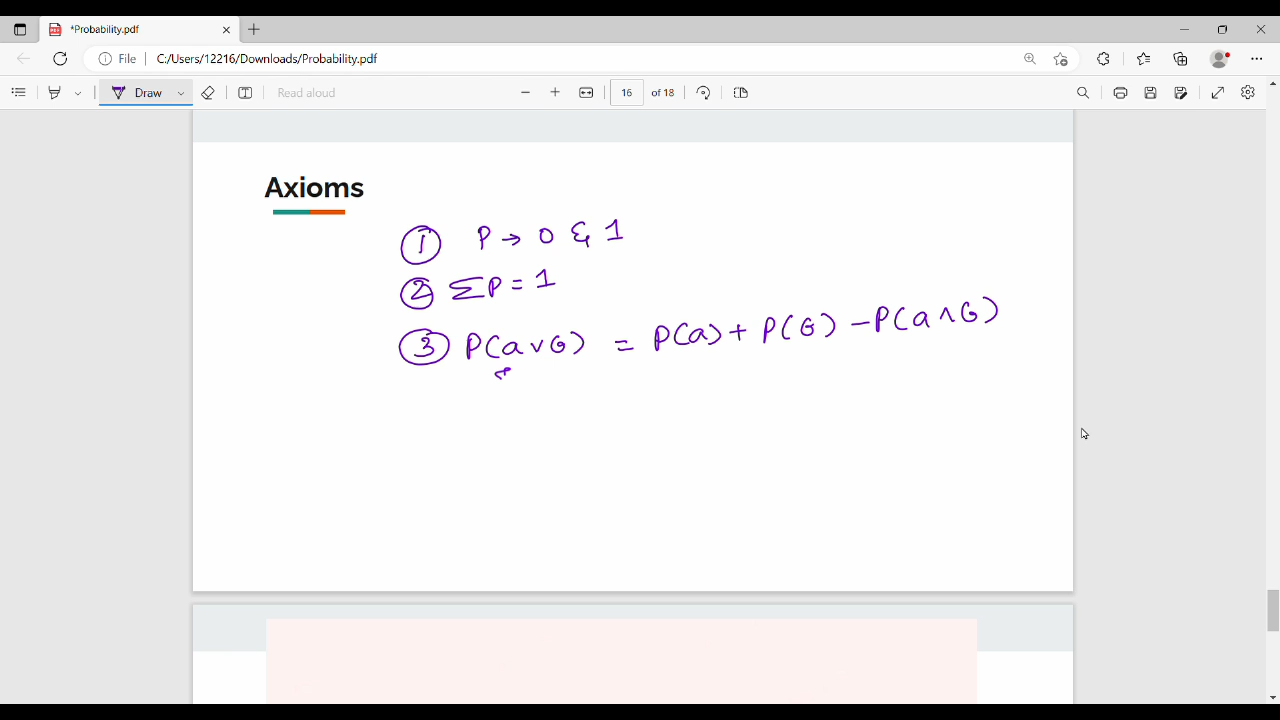 *Probability.pdf
File C:/Users/12216/Downloads/Probability.pdf
Draw Read aloud 16 of 18
Axioms
① P → 0 & 1
② ΣP = 1
③ P(a ∨ b) = P(a) + P(b) - P(a ∧ b)